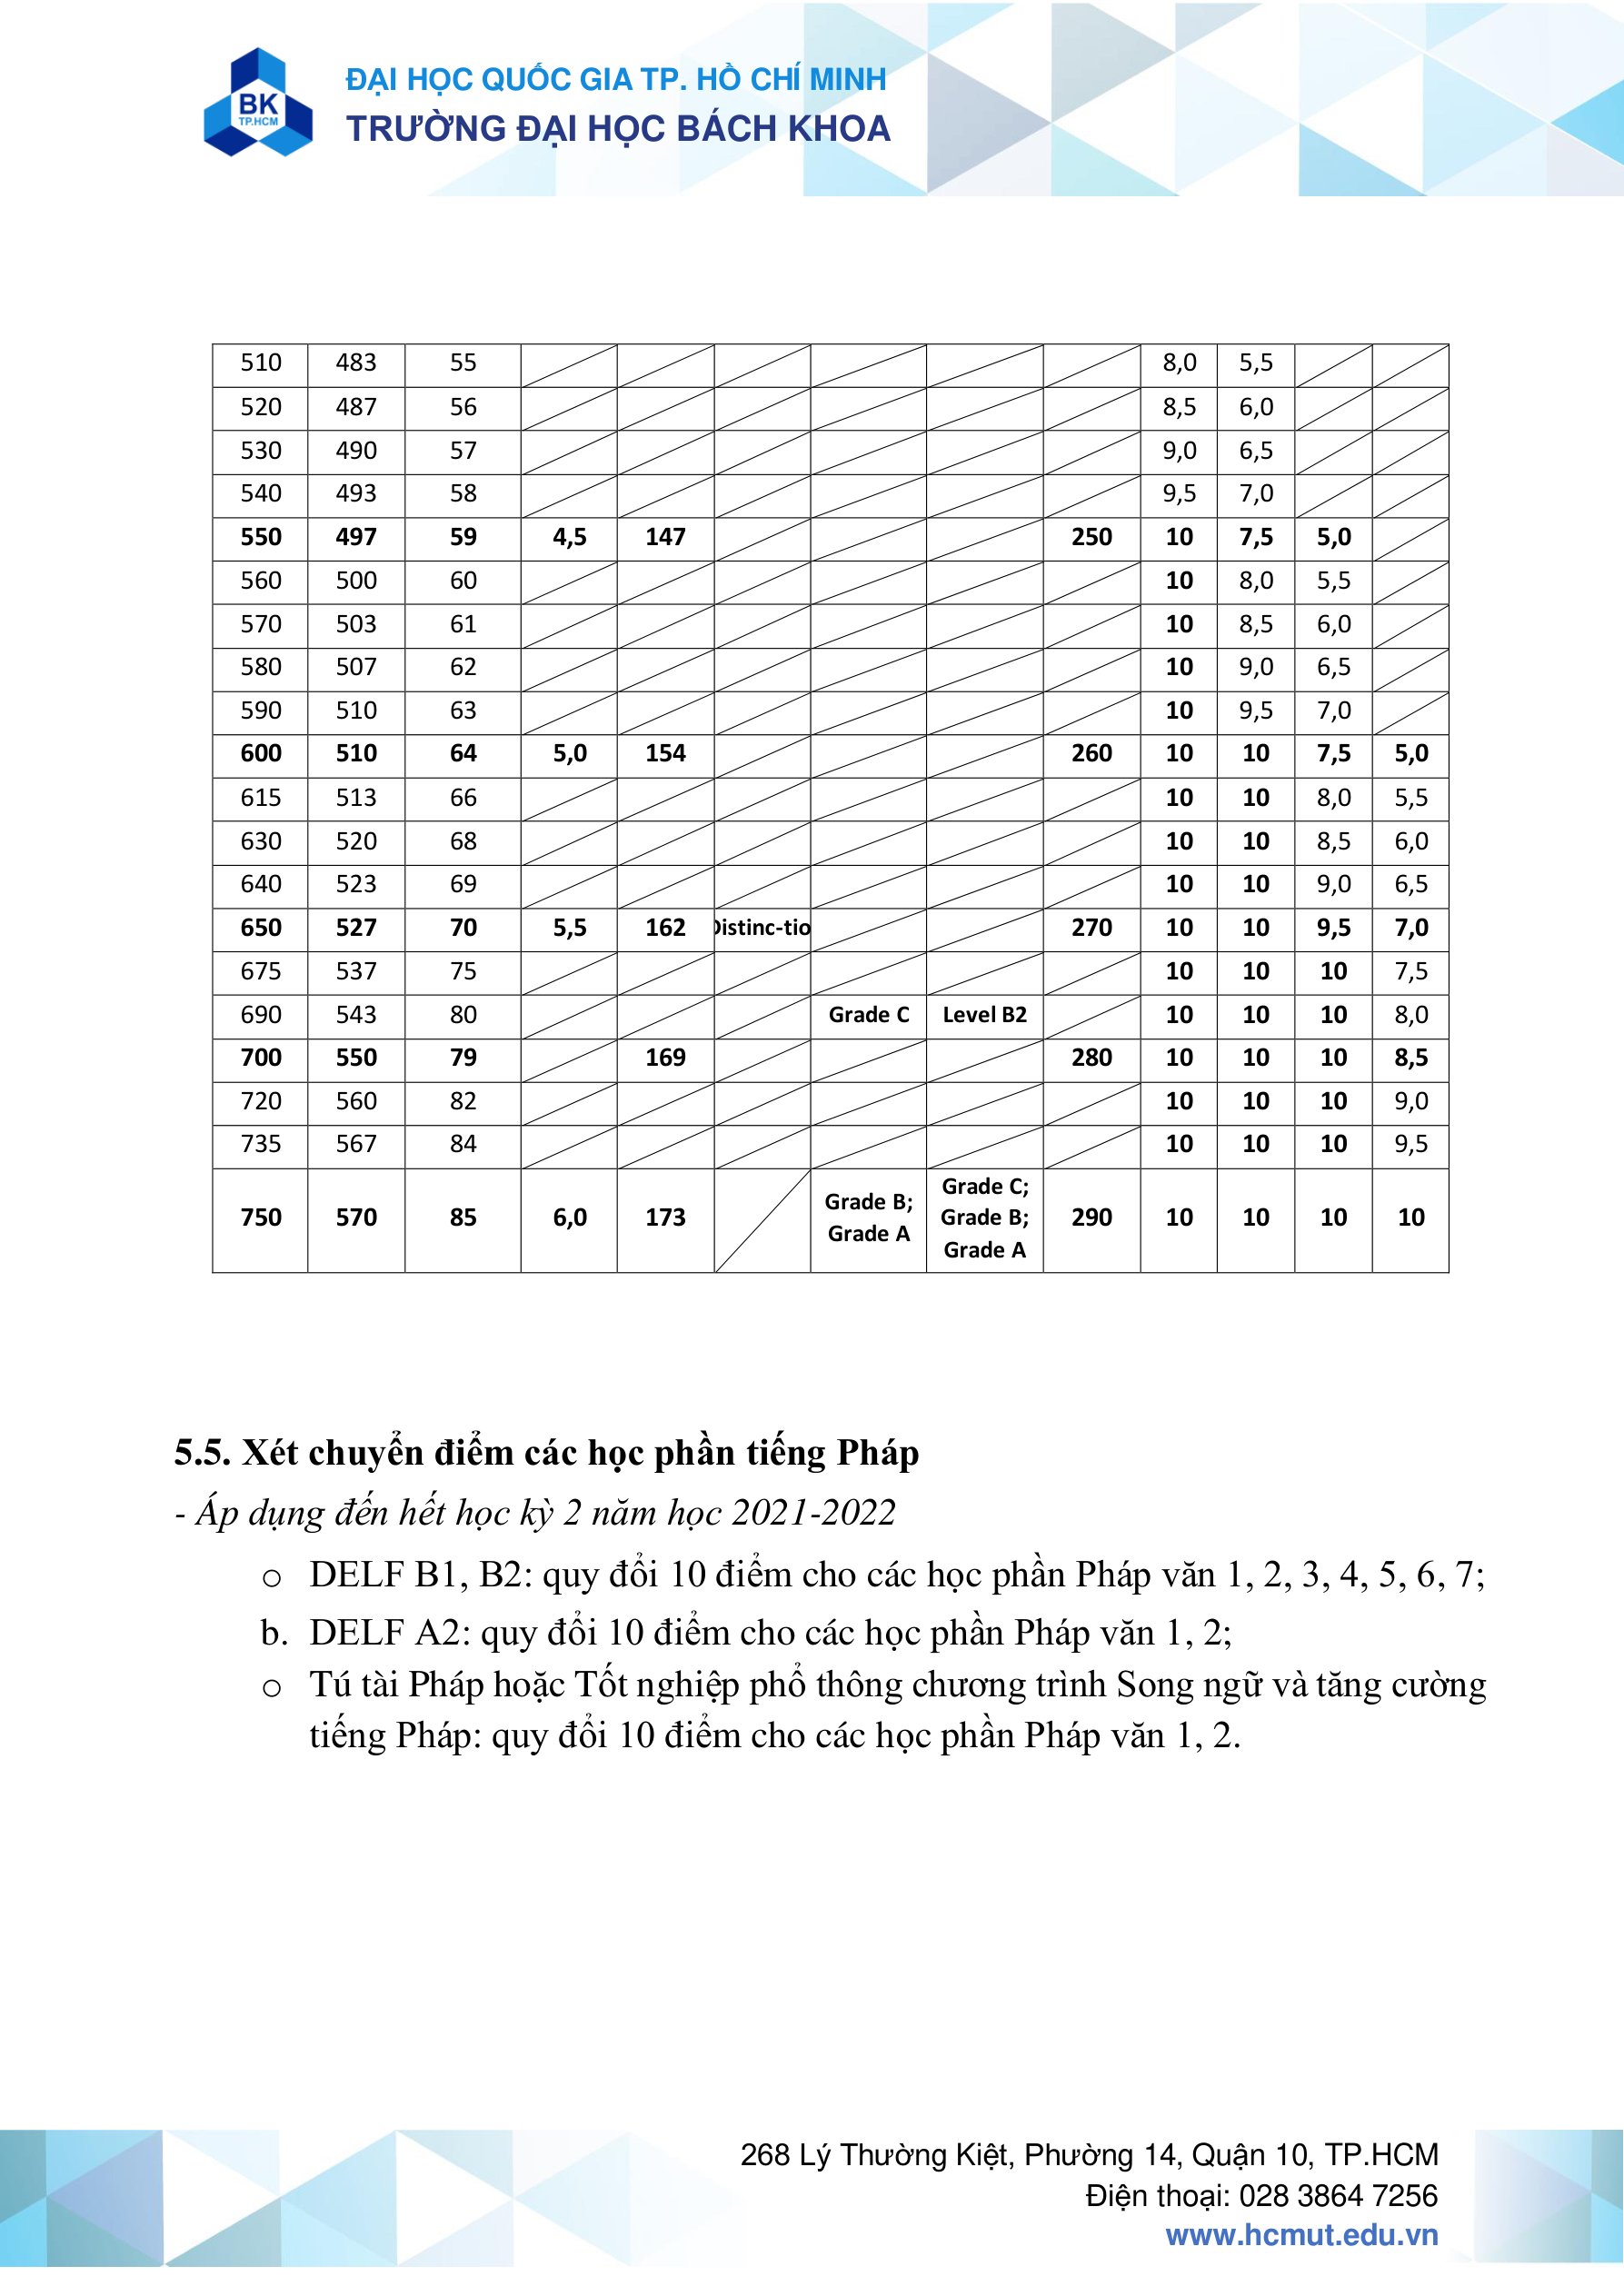 BK
TP.HCM
ĐẠI HỌC QUỐC GIA TP. HỒ CHÍ MINH
TRƯỜNG ĐẠI HỌC BÁCH KHOA
510 483 55 8,0 5,5
520 487 56 8,5 6,0
530 490 57 9,0 6,5
540 493 58 9,5 7,0
550 497 59 4,5 147 250 10 7,5 5,0
560 500 60 10 8,0 5,5
570 503 61 10 8,5 6,0
580 507 62 10 9,0 6,5
590 510 63 10 9,5 7,0
600 510 64 5,0 154 260 10 10 7,5 5,0
615 513 66 10 10 8,0 5,5
630 520 68 10 10 8,5 6,0
640 523 69 10 10 9,0 6,5
650 527 70 5,5 162 Distinc-tio 270 10 10 9,5 7,0
675 537 75 10 10 10 7,5
690 543 80 Grade C Level B2 10 10 10 8,0
700 550 79 169 280 10 10 10 8,5
720 560 82 10 10 10 9,0
735 567 84 10 10 10 9,5
750 570 85 6,0 173 Grade B; Grade A Grade C; Grade B; Grade A 290 10 10 10 10
5.5. Xét chuyển điểm các học phần tiếng Pháp
- Áp dụng đến hết học kỳ 2 năm học 2021-2022
o DELF B1, B2: quy đổi 10 điểm cho các học phần Pháp văn 1, 2, 3, 4, 5, 6, 7;
b. DELF A2: quy đổi 10 điểm cho các học phần Pháp văn 1, 2;
o Tú tài Pháp hoặc Tốt nghiệp phổ thông chương trình Song ngữ và tăng cường
tiếng Pháp: quy đổi 10 điểm cho các học phần Pháp văn 1, 2.
268 Lý Thường Kiệt, Phường 14, Quận 10, TP.HCM
Điện thoại: 028 3864 7256
www.hcmut.edu.vn